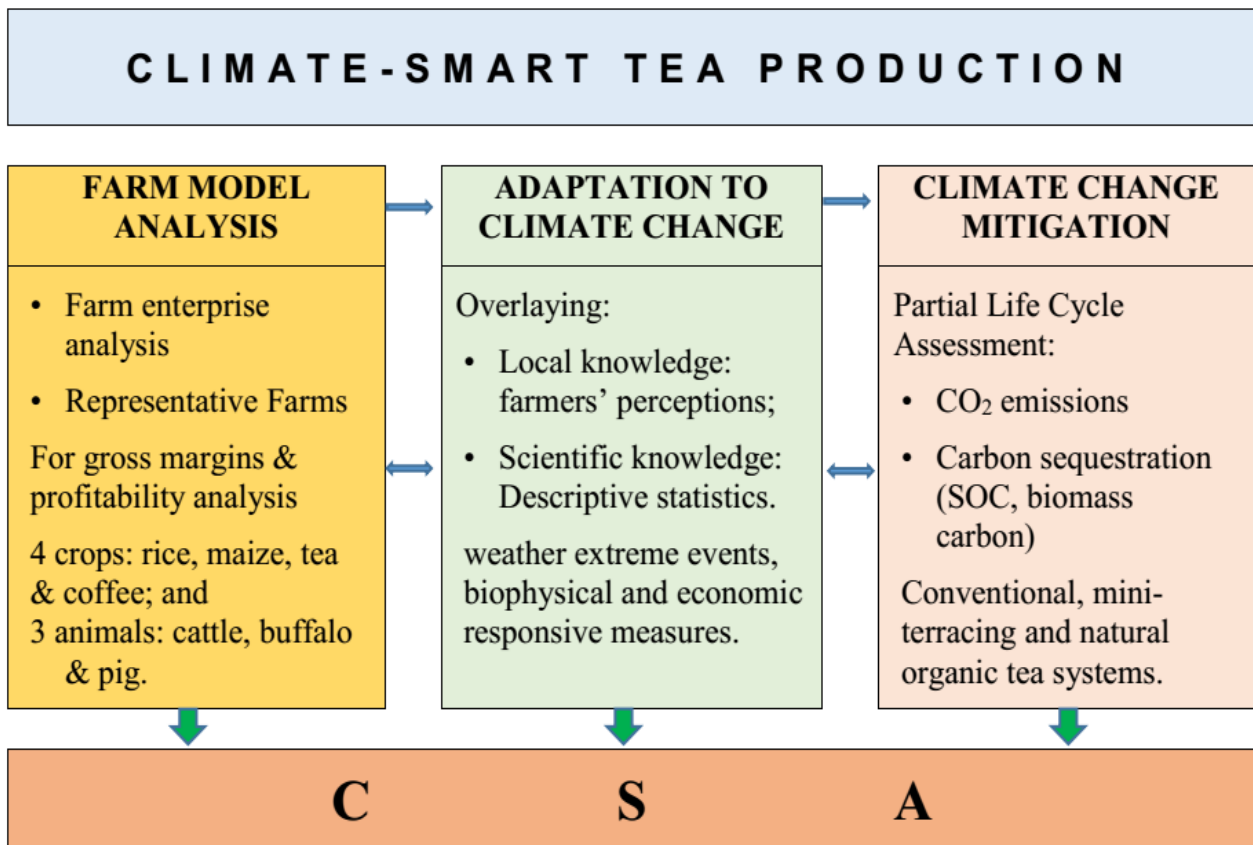 CLIMATE-SMART TEA PRODUCTION
FARM MODEL
ANALYSIS
• Farm enterprise
analysis
• Representative Farms
For gross margins &
profitability analysis
4 crops: rice, maize, tea
& coffee; and
3 animals: cattle, buffalo
& pig.
ADAPTATION TO
CLIMATE CHANGE
Overlaying:
• Local knowledge:
farmers’ perceptions;
• Scientific knowledge:
Descriptive statistics.
weather extreme events,
biophysical and economic
responsive measures.
CLIMATE CHANGE
MITIGATION
Partial Life Cycle
Assessment:
• CO₂ emissions
• Carbon sequestration
(SOC, biomass
carbon)
Conventional, mini-
terracing and natural
organic tea systems.
C S A